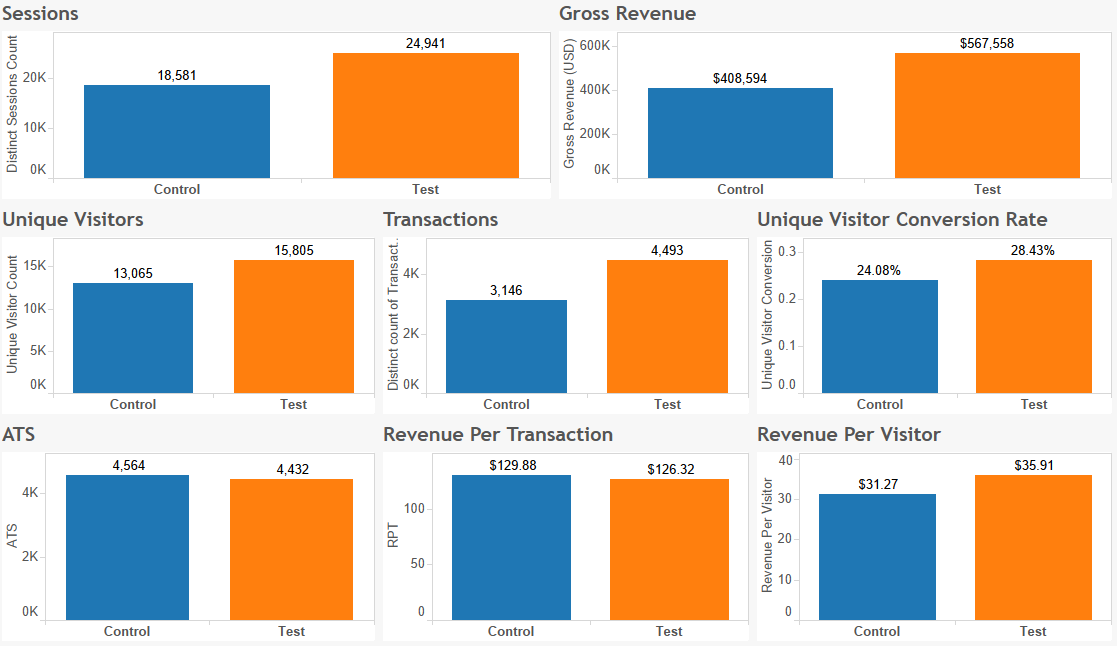 Sessions
Distinct Sessions Count
20K
10K
0K
18,581
24,941
Control
Test
Gross Revenue
Gross Revenue (USD)
600K
400K
200K
0K
$408,594
$567,558
Control
Test
Unique Visitors
Unique Visitor Count
15K
10K
5K
0K
13,065
15,805
Control
Test
Transactions
Distinct count of Transact..
4K
2K
0K
3,146
4,493
Control
Test
Unique Visitor Conversion Rate
Unique Visitor Conversion
0.3
0.2
0.1
0.0
24.08%
28.43%
Control
Test
ATS
ATS
4K
2K
0K
4,564
4,432
Control
Test
Revenue Per Transaction
RPT
100
50
0
$129.88
$126.32
Control
Test
Revenue Per Visitor
Revenue Per Visitor
40
30
20
10
0
$31.27
$35.91
Control
Test